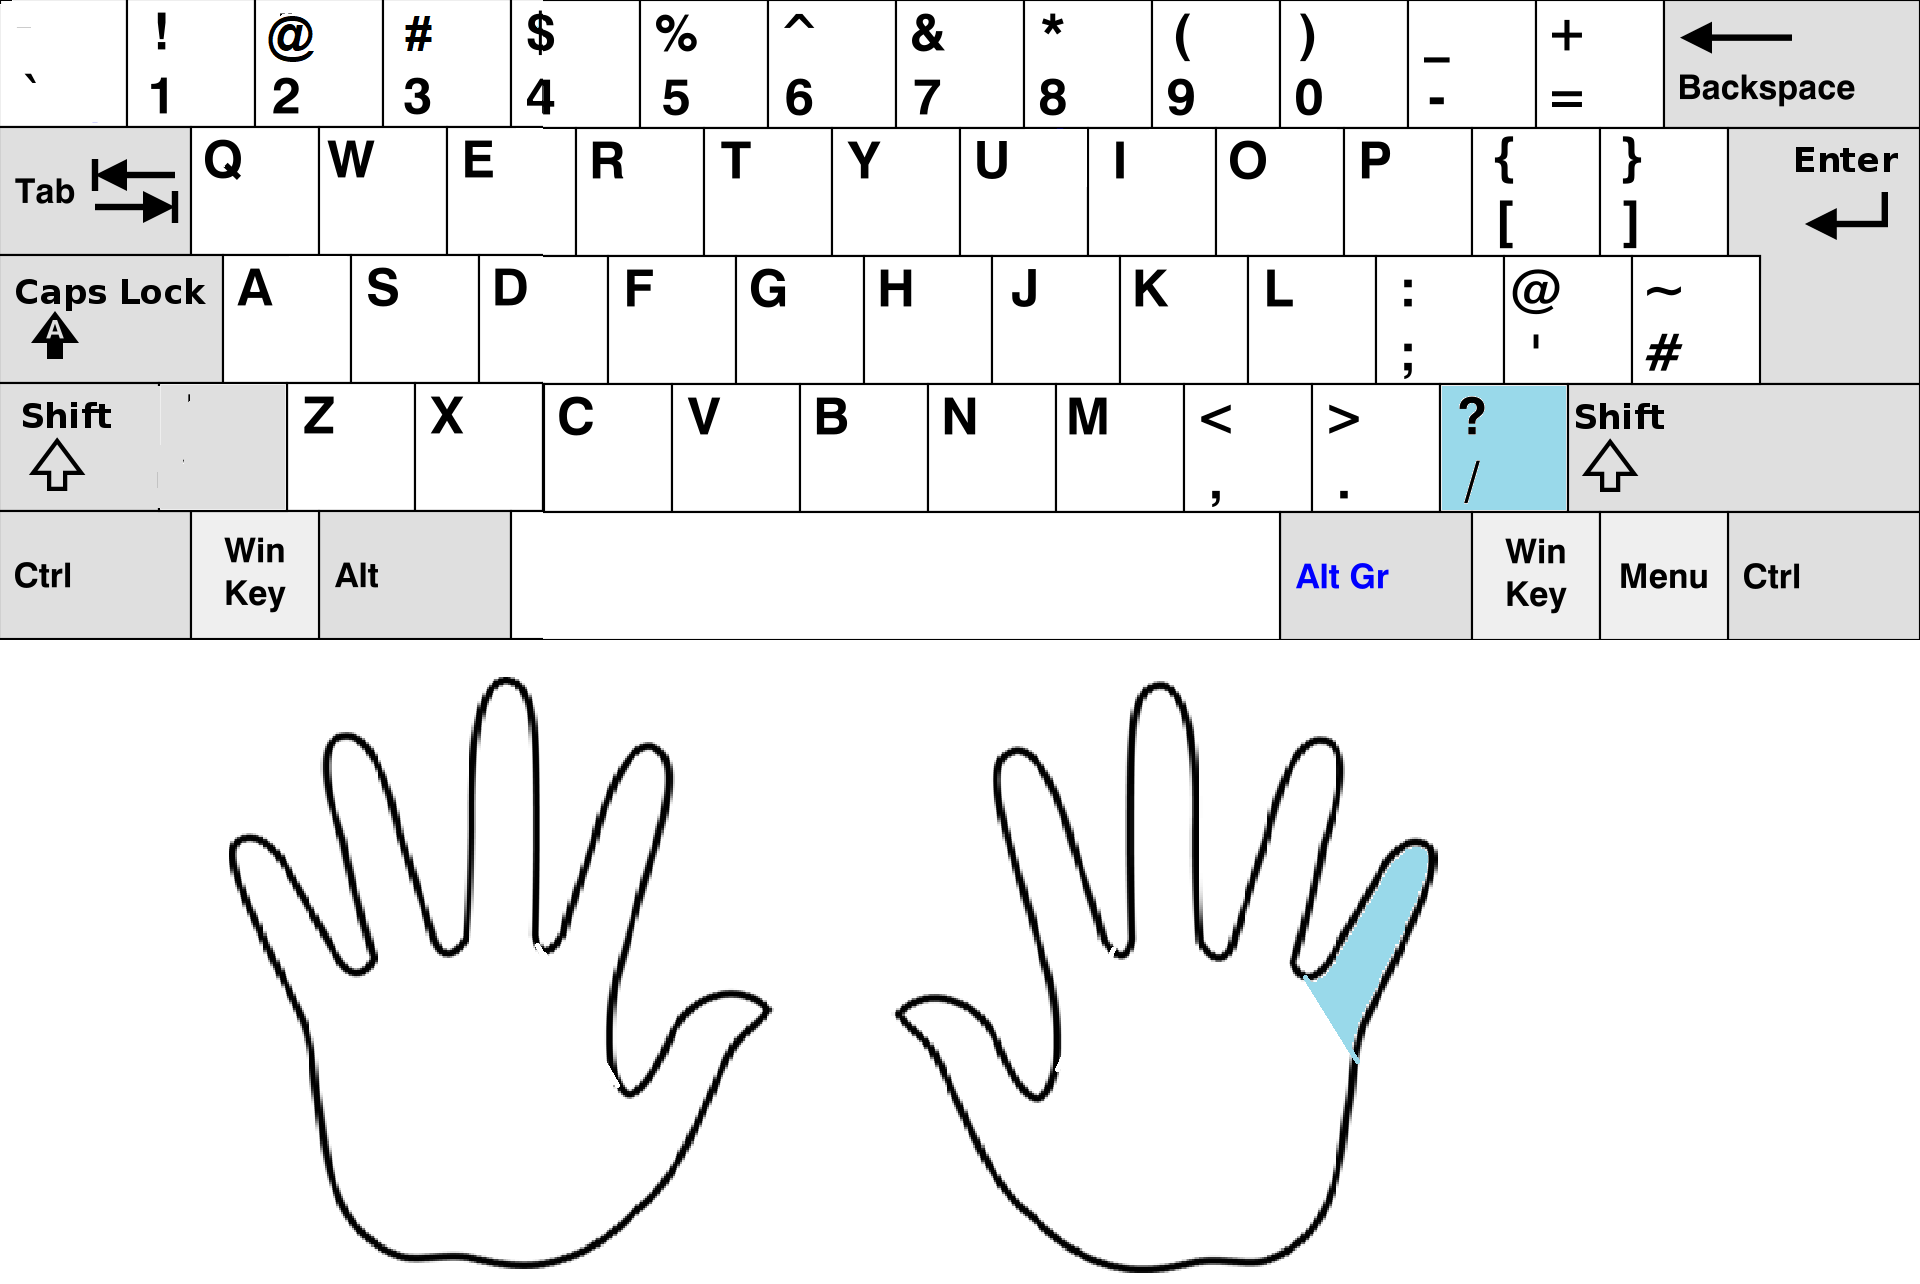 ! @ # $ % ^ & * ( ) _ +
` 1 2 3 4 5 6 7 8 9 0 - = Backspace
Tab Q W E R T Y U I O P { } Enter
[ ]
Caps Lock A S D F G H J K L : @ ~
A ; ' #
Shift Z X C V B N M < > ? Shift
, . /
Ctrl Win Key Alt Alt Gr Win Key Menu Ctrl